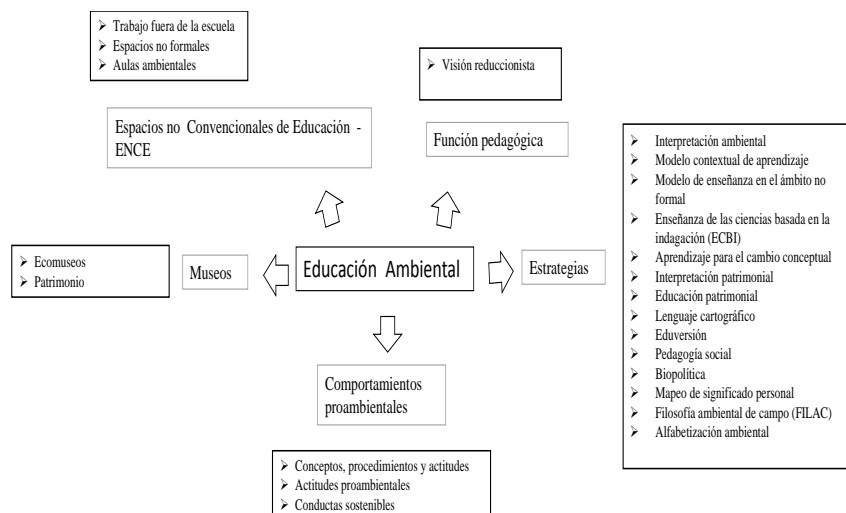 Trabajo fuera de la escuela
Espacios no formales
Aulas ambientales
Visión reduccionista
Espacios no Convencionales de Educación -
ENCE
Función pedagógica
Interpretación ambiental
Modelo contextual de aprendizaje
Modelo de enseñanza en el ámbito no
formal
Enseñanza de las ciencias basada en la
indagación (ECBI)
Aprendizaje para el cambio conceptual
Interpretación patrimonial
Educación patrimonial
Lenguaje cartográfico
Eduversión
Pedagogía social
Biopolítica
Mapeo de significado personal
Filosofía ambiental de campo (FILAC)
Alfabetización ambiental
Ecomuseos
Patrimonio
Museos
Educación Ambiental
Estrategias
Comportamientos
proambientales
Conceptos, procedimientos y actitudes
Actitudes proambientales
Conductas sostenibles